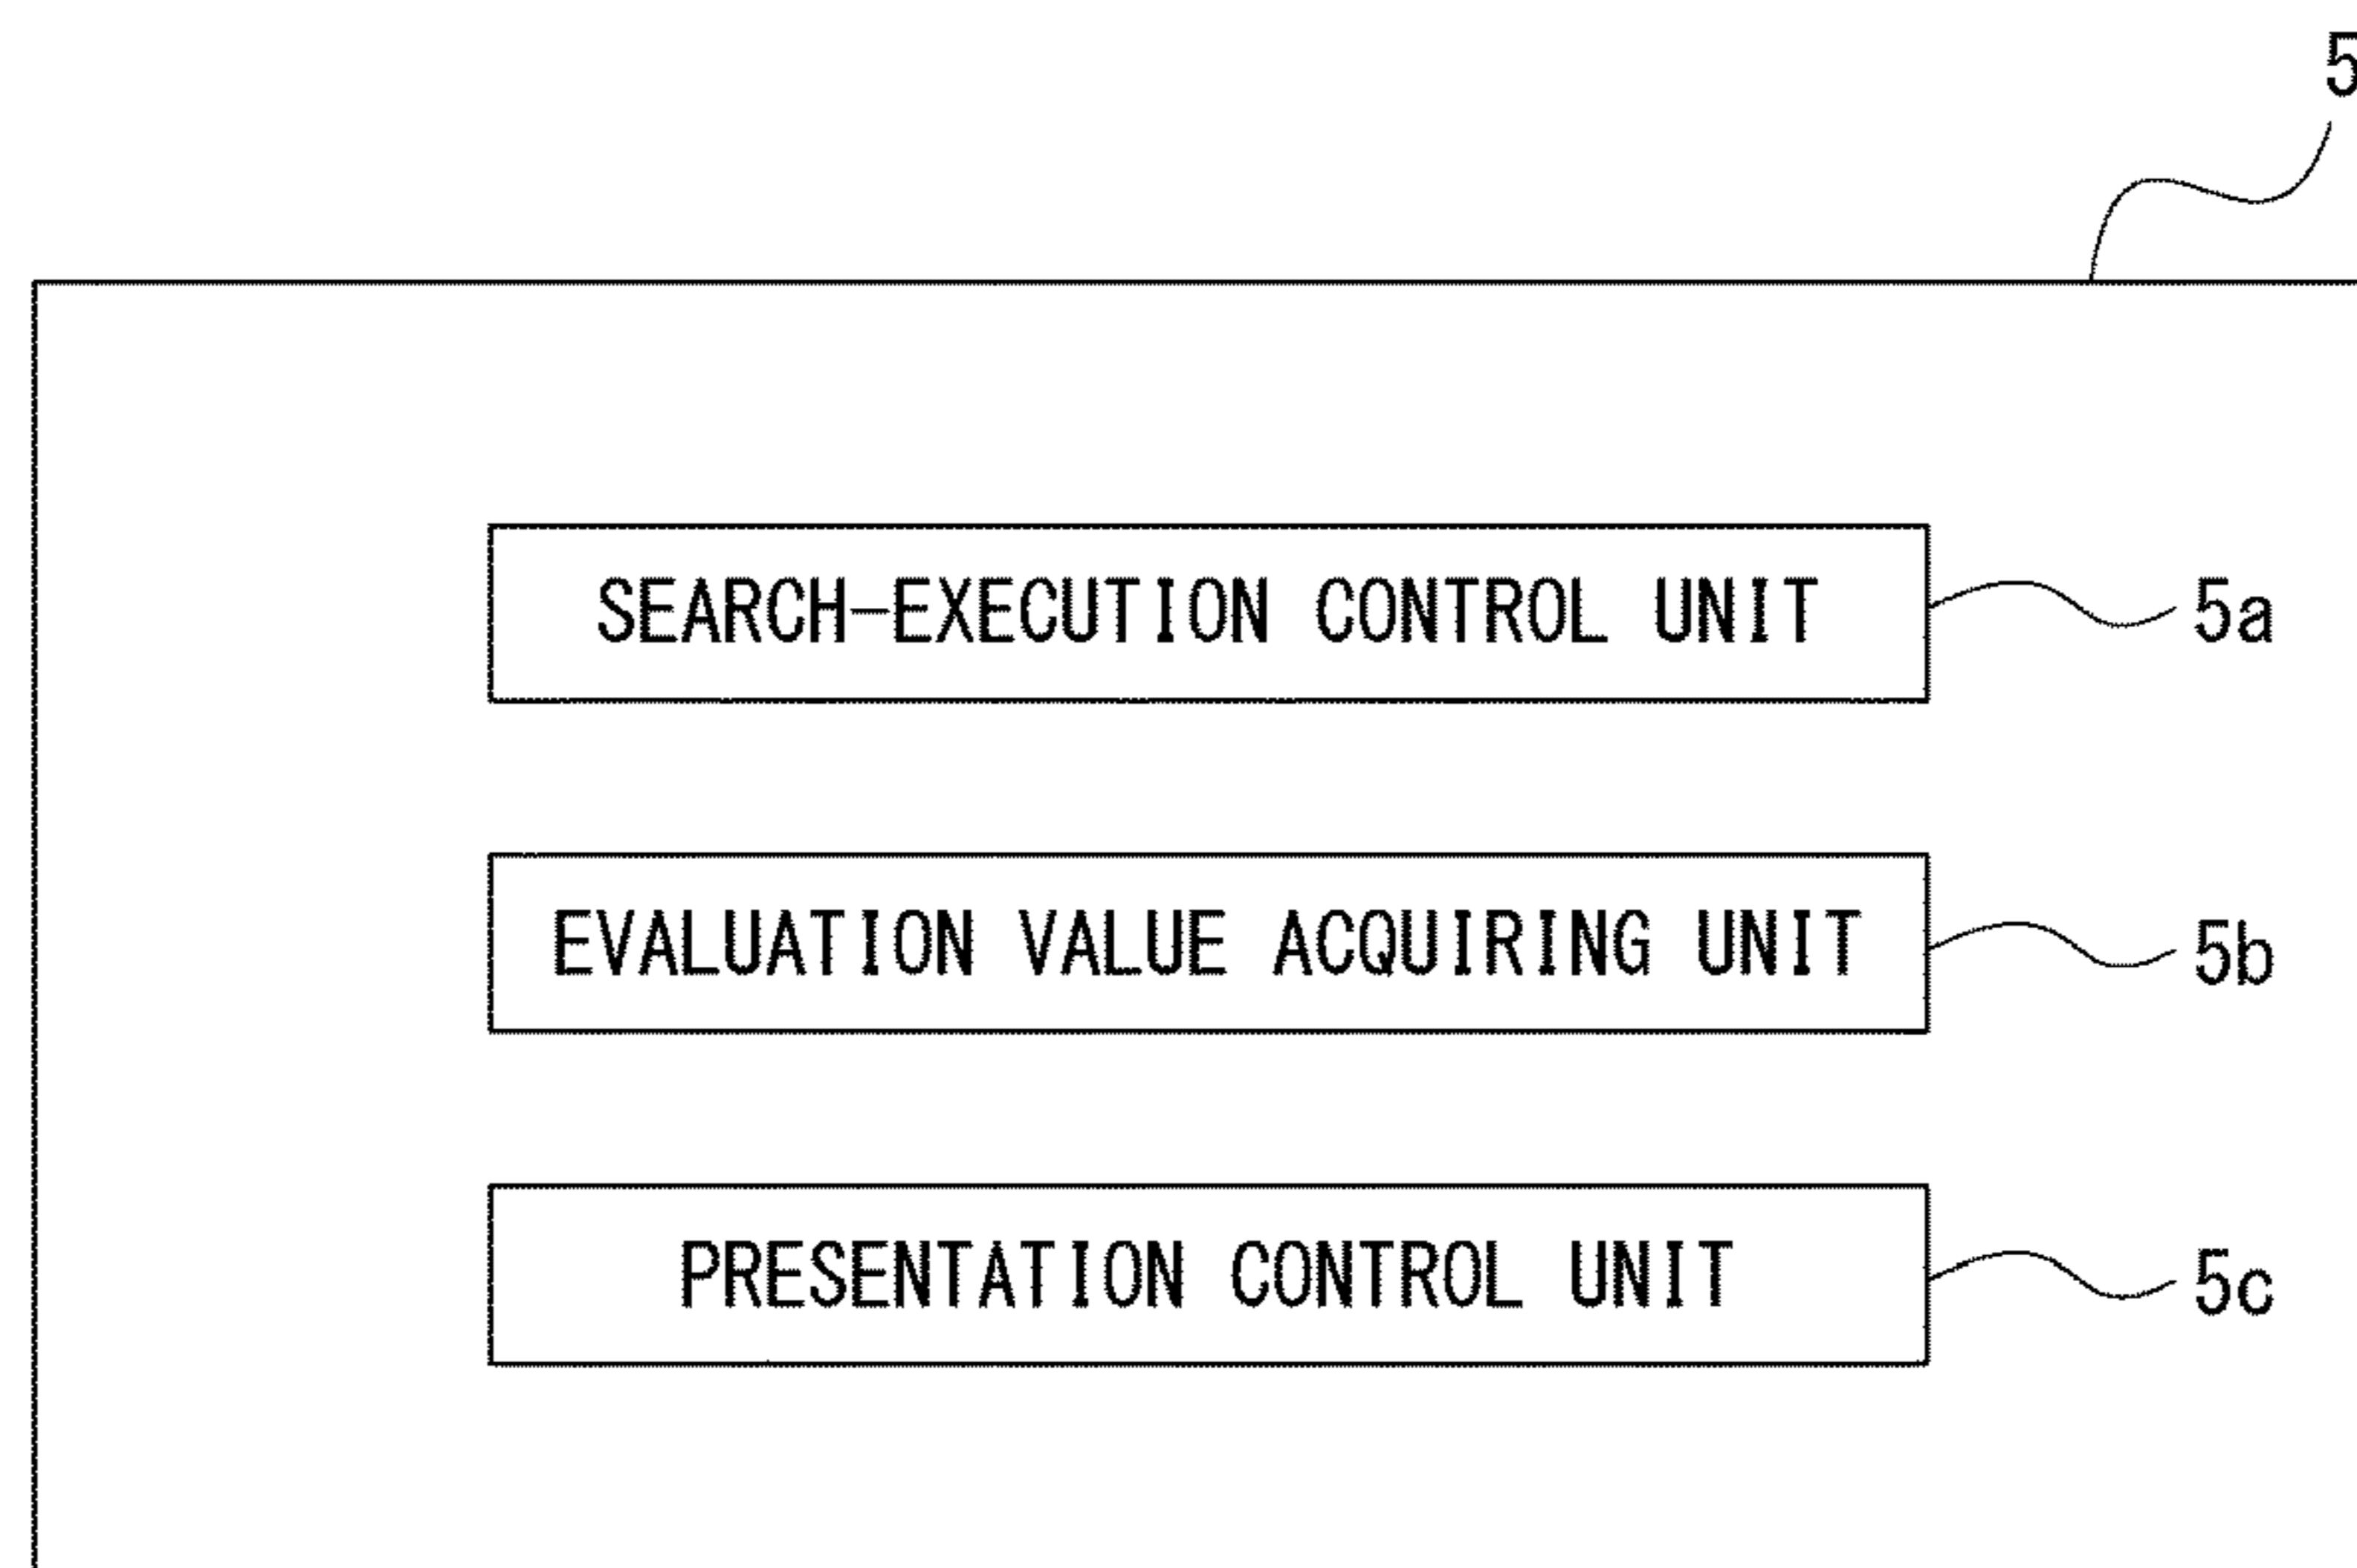 5
SEARCH-EXECUTION CONTROL UNIT 5a
EVALUATION VALUE ACQUIRING UNIT 5b
PRESENTATION CONTROL UNIT 5c